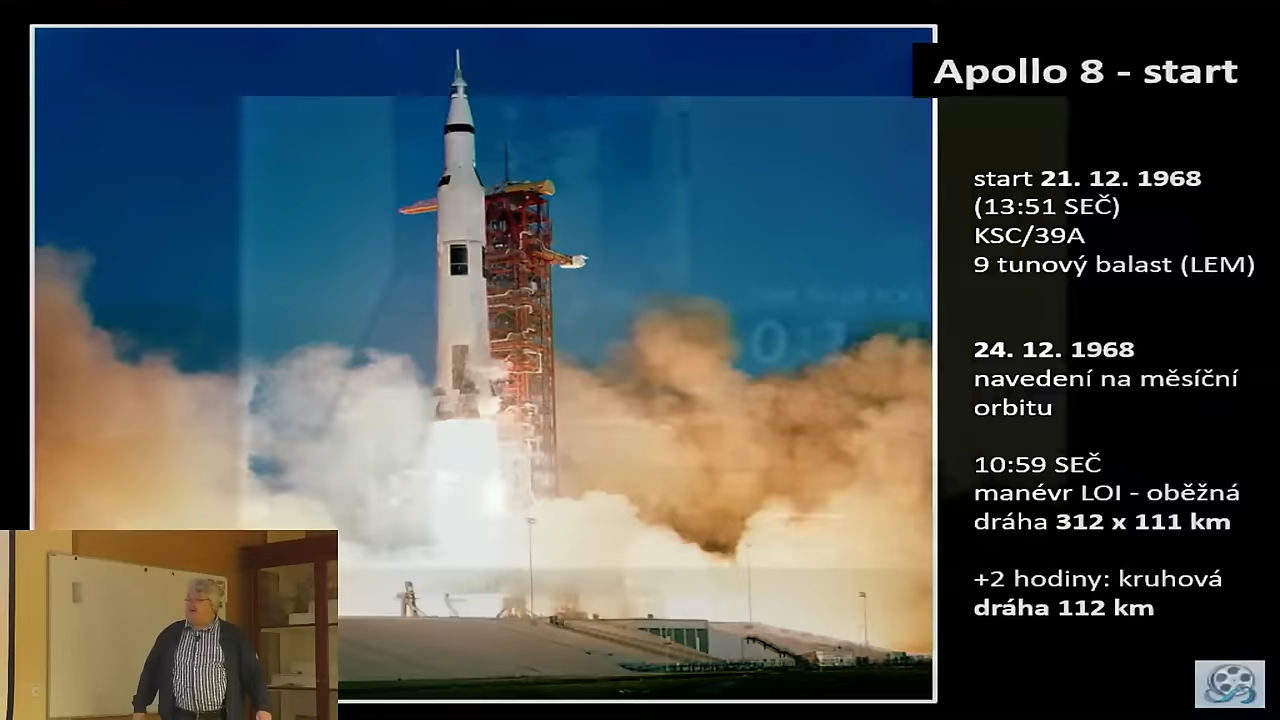 Apollo 8 - start
start 21. 12. 1968
(13:51 SEČ)
KSC/39A
9 tunový balast (LEM)
24. 12. 1968
navedení na měsíční
orbitu
10:59 SEČ
manévr LOI - oběžná
dráha 312 x 111 km
+2 hodiny: kruhová
dráha 112 km